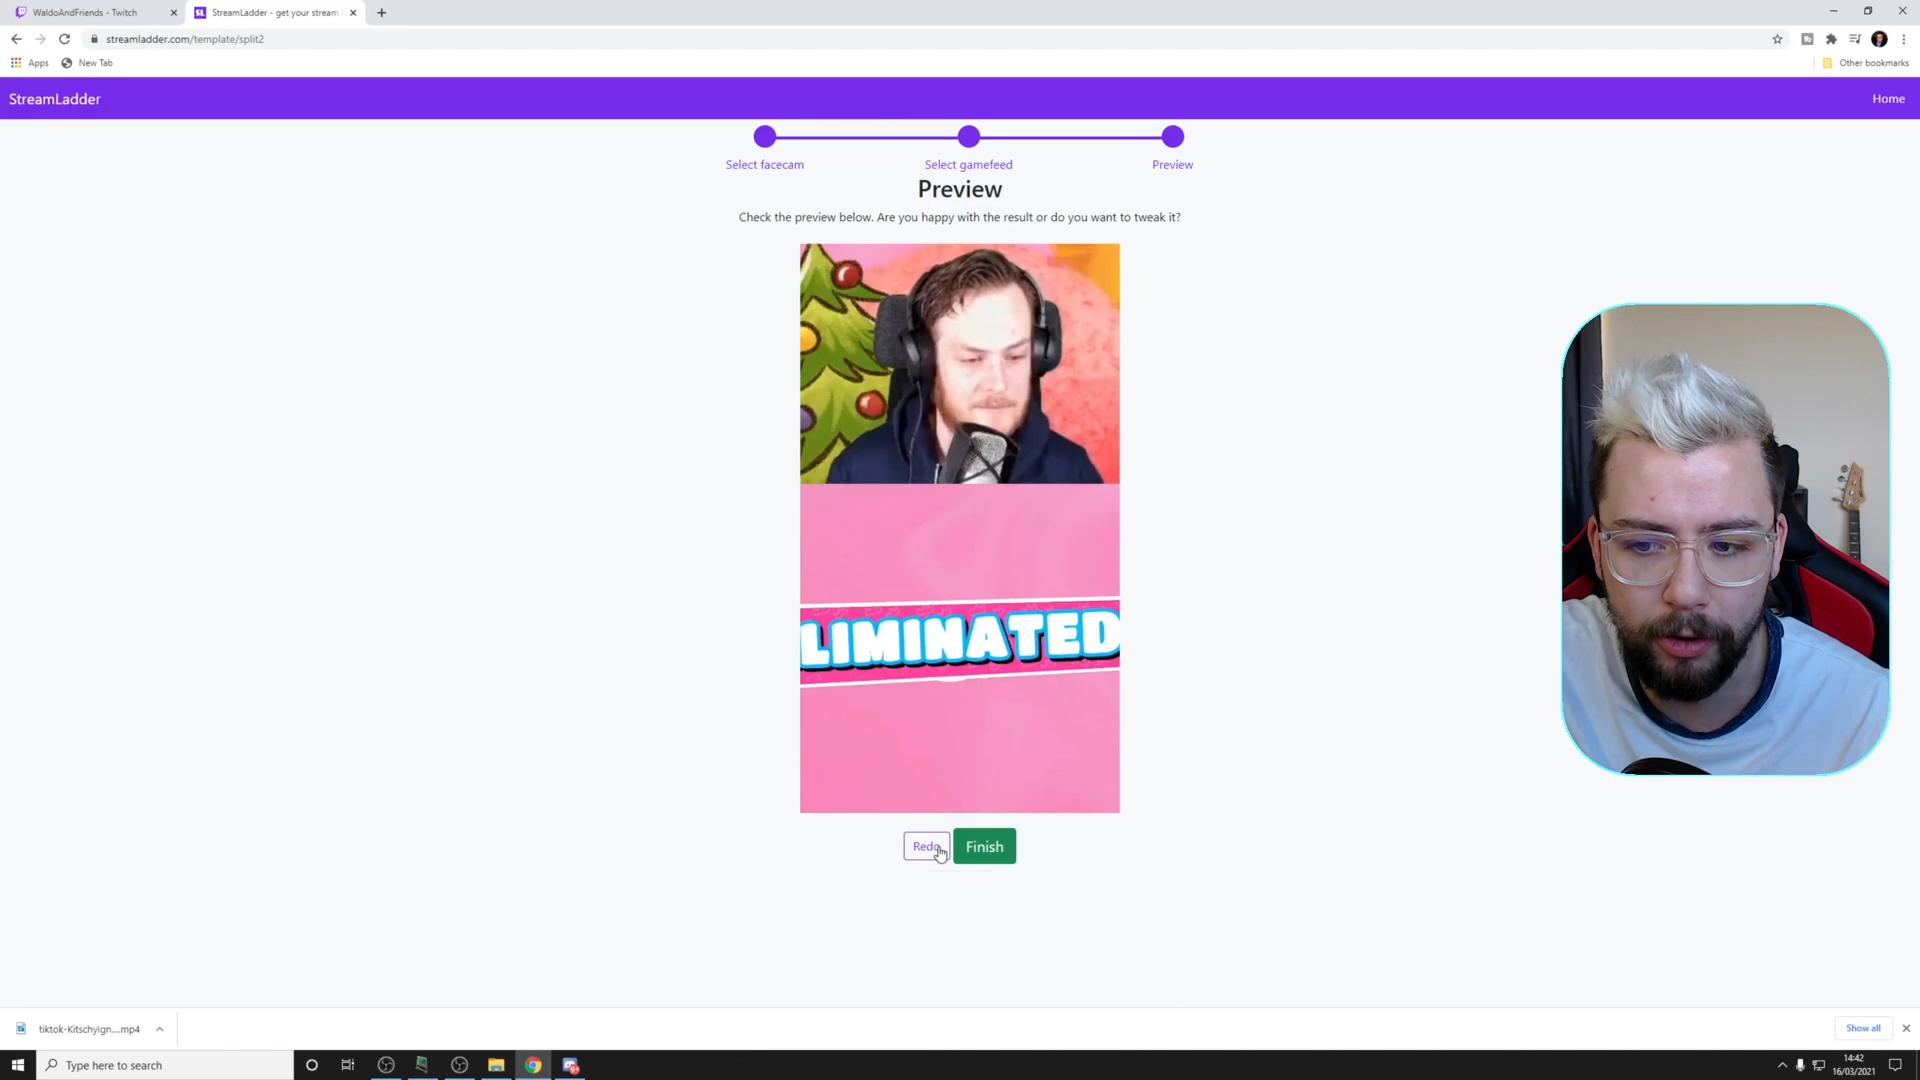 WaldoAndFriends - Twitch
StreamLadder - get your stream
streamladder.com/template/split2
Apps
New Tab
Other bookmarks
StreamLadder
Home
Select facecam
Select gamefeed
Preview
Preview
Check the preview below. Are you happy with the result or do you want to tweak it?
LIMINATED
Redo
Finish
tiktok-KitschyIgn....mp4
Show all
Type here to search
14:42
16/03/2021